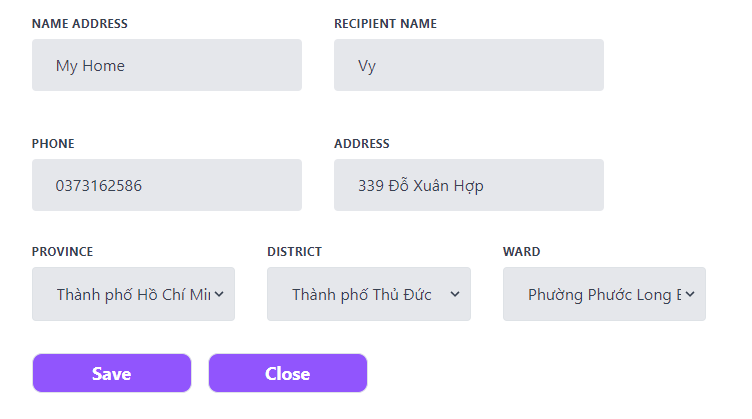 NAME ADDRESS
RECIPIENT NAME
My Home
Vy
PHONE
ADDRESS
0373162586
339 Đỗ Xuân Hợp
PROVINCE
DISTRICT
WARD
Thành phố Hồ Chí Min
Thành phố Thủ Đức
Phường Phước Long B
Save
Close